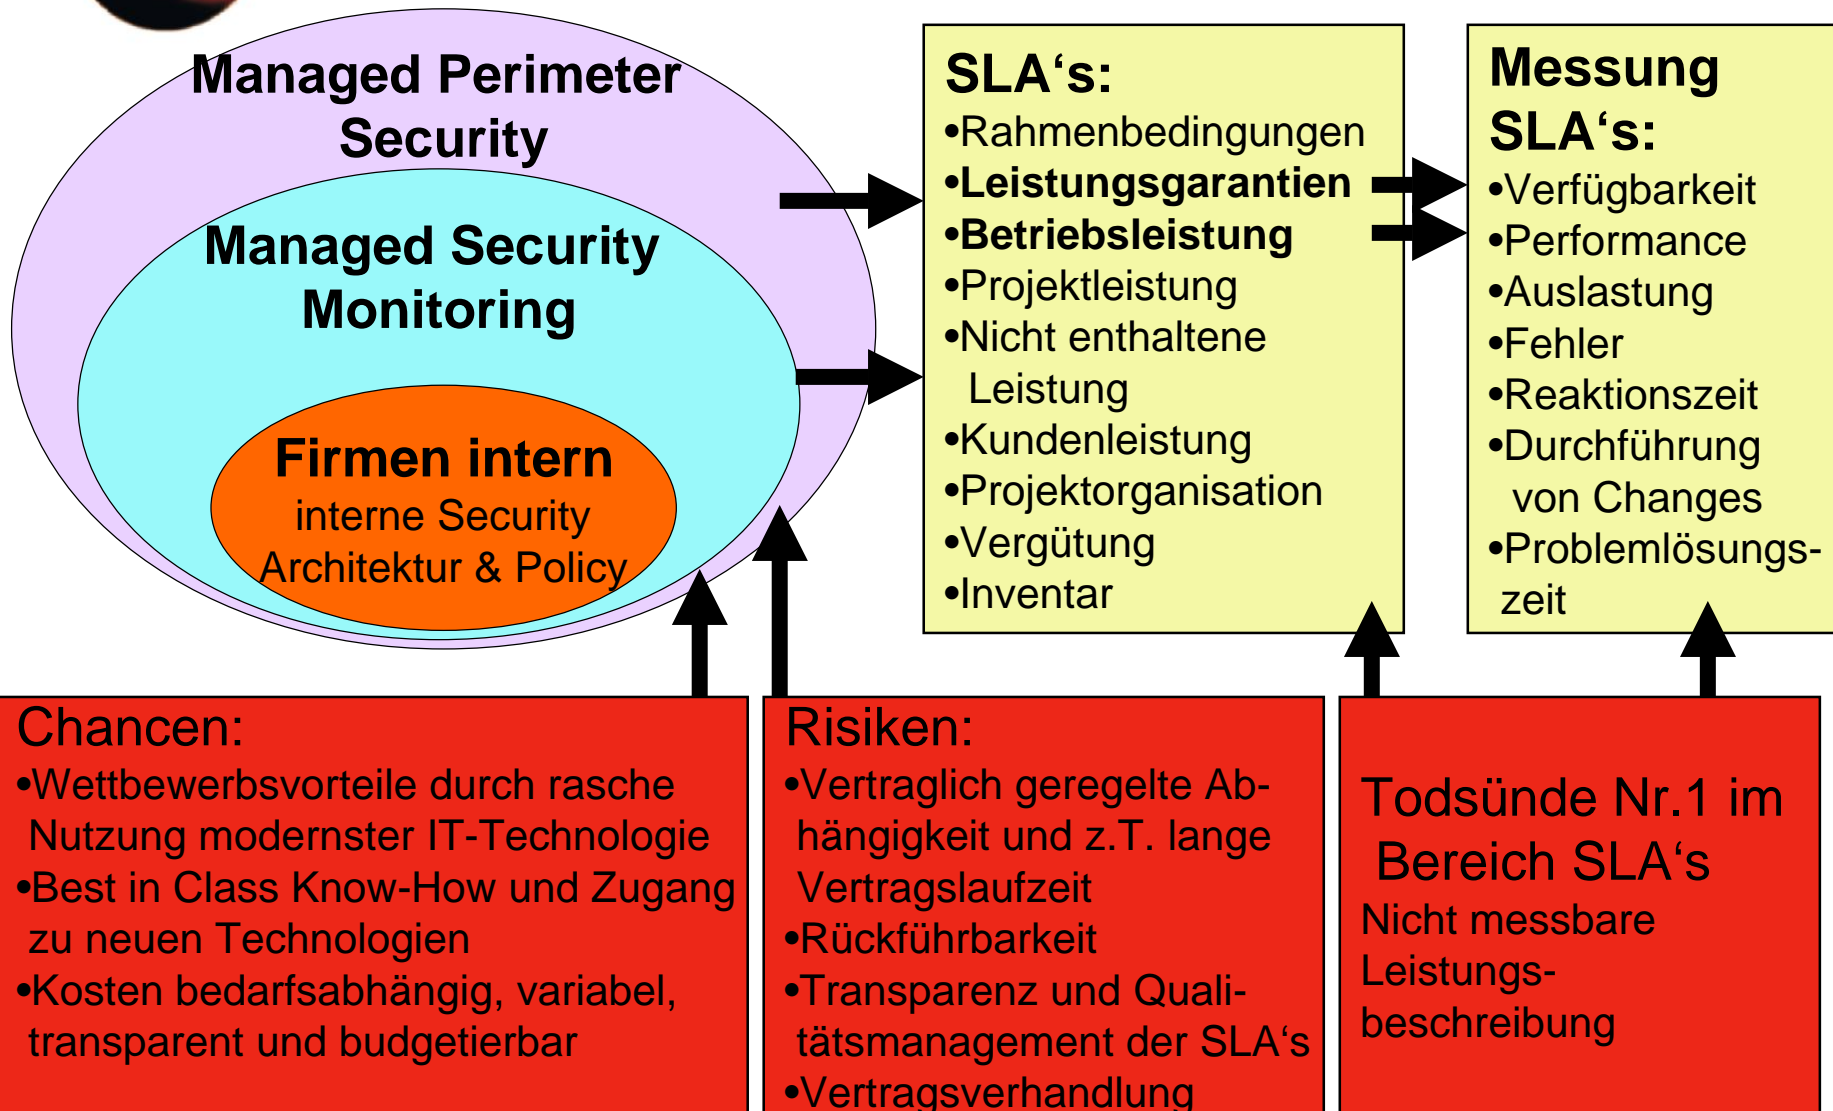 Managed Perimeter
Security
Managed Security
Monitoring
Firmen intern
interne Security
Architektur & Policy
SLA‘s:
•Rahmenbedingungen
•Leistungsgarantien
•Betriebsleistung
•Projektleistung
•Nicht enthaltene
Leistung
•Kundenleistung
•Projektorganisation
•Vergütung
•Inventar
Messung
SLA‘s:
•Verfügbarkeit
•Performance
•Auslastung
•Fehler
•Reaktionszeit
•Durchführung
von Changes
•Problemlösungs-
zeit
Chancen:
•Wettbewerbsvorteile durch rasche
Nutzung modernster IT-Technologie
•Best in Class Know-How und Zugang
zu neuen Technologien
•Kosten bedarfsabhängig, variabel,
transparent und budgetierbar
Risiken:
•Vertraglich geregelte Ab-
hängigkeit und z.T. lange
Vertragslaufzeit
•Rückführbarkeit
•Transparenz und Quali-
tätsmanagement der SLA‘s
•Vertragsverhandlung
Todsünde Nr.1 im
Bereich SLA‘s
Nicht messbare
Leistungs-
beschreibung